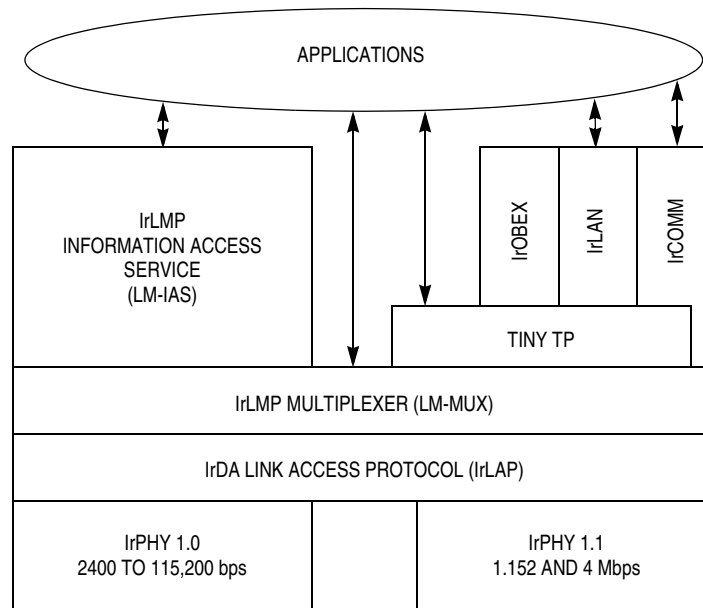 APPLICATIONS
IrLMP
INFORMATION ACCESS
SERVICE
(LM-IAS)
IrOBEX
IrLAN
IrCOMM
TINY TP
IrLMP MULTIPLEXER (LM-MUX)
IrDA LINK ACCESS PROTOCOL (IrLAP)
IrPHY 1.0
2400 TO 115,200 bps
IrPHY 1.1
1.152 AND 4 Mbps